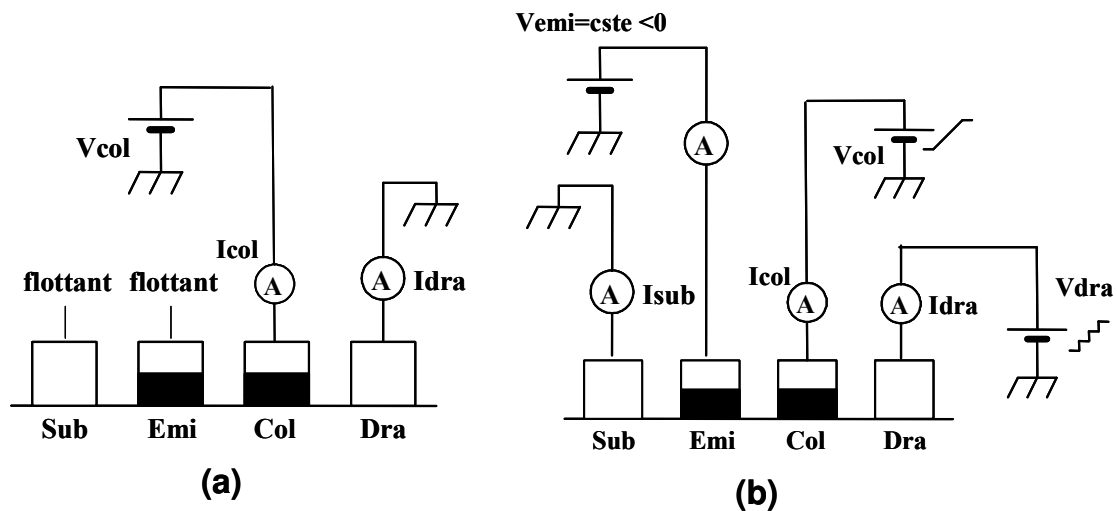 Vcol
Icol
A
A
Idra
flottant
flottant
Sub
Emi
Col
Dra
(a)
Vemi=cste <0
A
Vcol
A
Isub
Icol
A
A
Idra
Vdra
Sub
Emi
Col
Dra
(b)